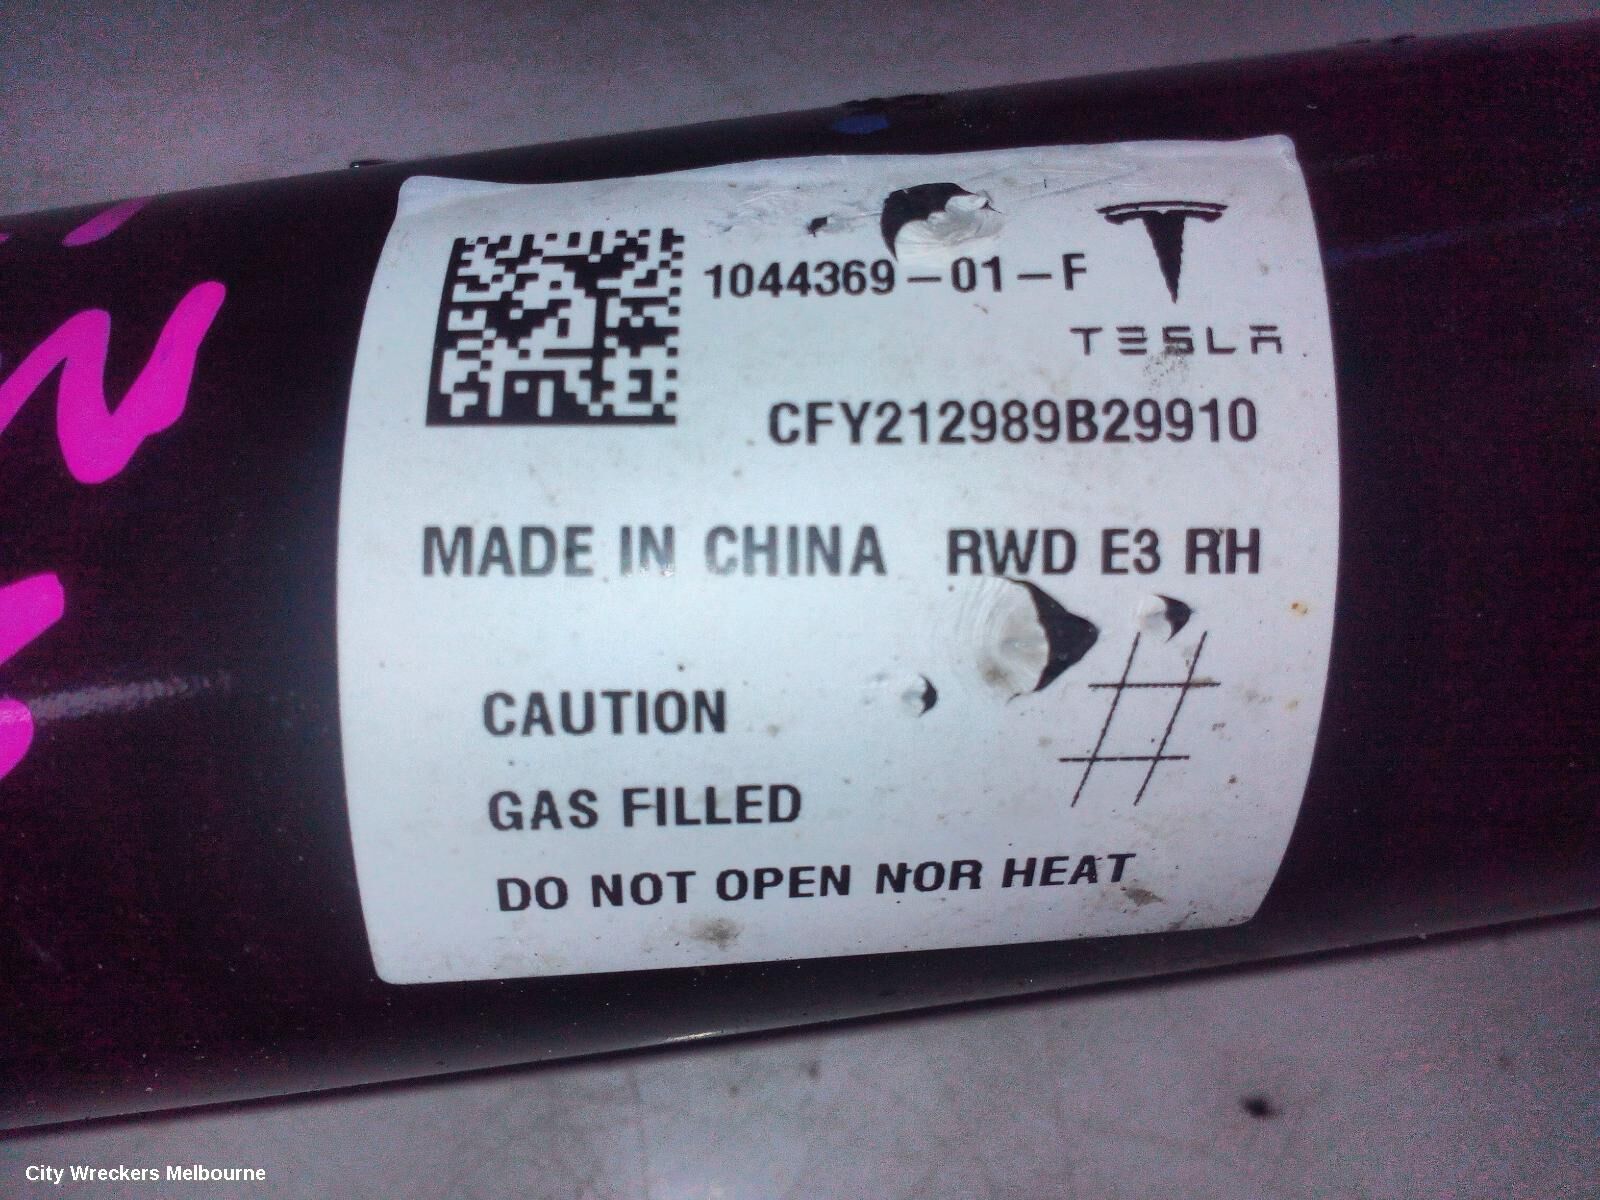 1044369-01-F
TESLA
CFY212989B29910
MADE IN CHINA RWD E3 RH
CAUTION
GAS FILLED
DO NOT OPEN NOR HEAT
#
City Wreckers Melbourne